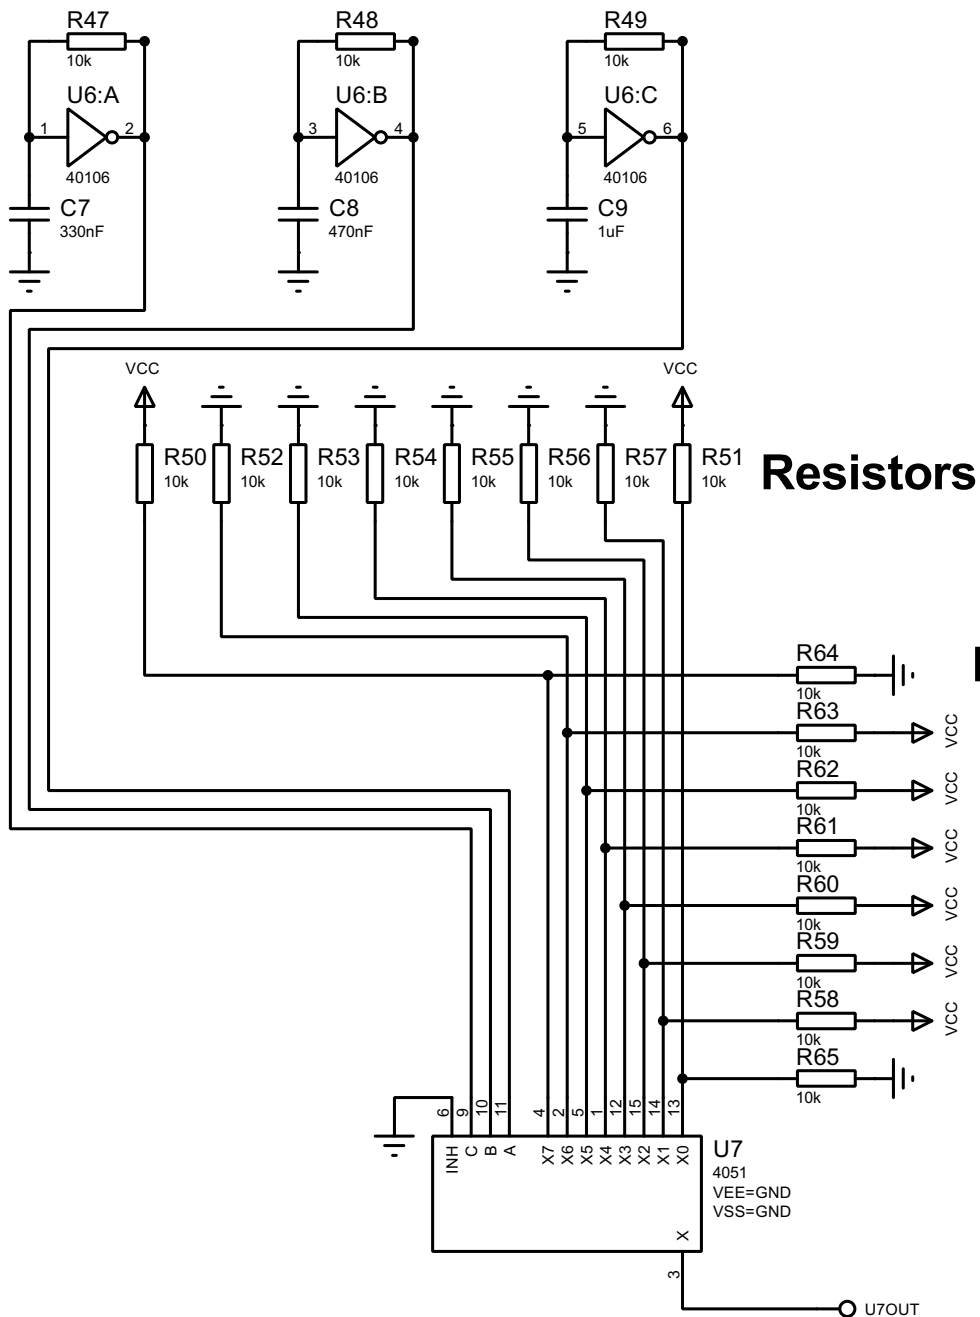 R47 R48 R49
10k 10k 10k
U6:A U6:B U6:C
1 2 3 4 5 6
40106 40106 40106
C7 C8 C9
330nF 470nF 1uF
VCC VCC
R50 R52 R53 R54 R55 R56 R57 R51
10k 10k 10k 10k 10k 10k 10k 10k
Resistors
R64
10k
R63
VCC
10k
R62
VCC
10k
R61
VCC
10k
R60
VCC
10k
R59
VCC
10k
R58
VCC
10k
R65
10k
6 9 10 11 4 2 5 1 12 15 14 13
INH C B A X7 X6 X5 X4 X3 X2 X1 X0
U7
4051
VEE=GND
VSS=GND
X
3
U7OUT